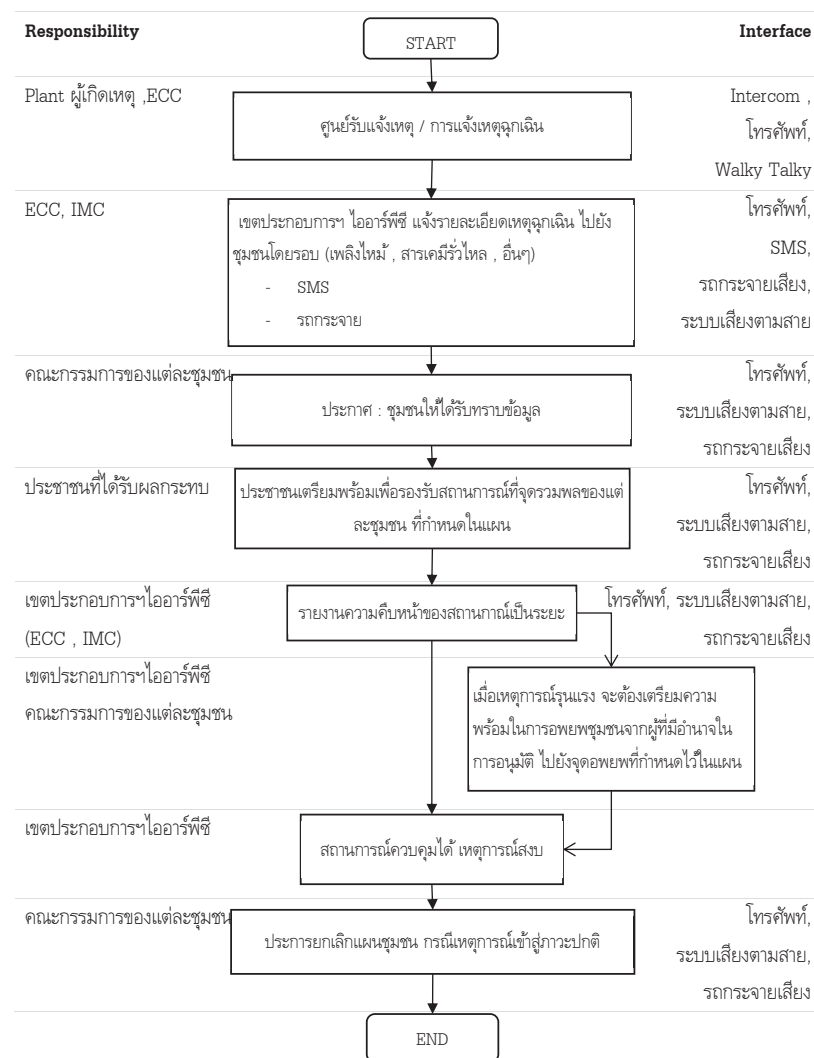 Responsibility
START
Interface
Plant ผู้เกิดเหตุ ,ECC
ศูนย์รับแจ้งเหตุ / การแจ้งเหตุฉุกเฉิน
Intercom ,
โทรศัพท์,
Walky Talky
ECC, IMC
เขตประกอบการฯ ไออาร์พีซี แจ้งรายละเอียดเหตุฉุกเฉิน ไปยัง
ชุมชนโดยรอบ (เพลิงไหม้ , สารเคมีรั่วไหล , อื่นๆ)
- SMS
- รถกระจาย
โทรศัพท์,
SMS,
รถกระจายเสียง,
ระบบเสียงตามสาย
คณะกรรมการของแต่ละชุมชน
ประกาศ : ชุมชนให้ได้รับทราบข้อมูล
โทรศัพท์,
ระบบเสียงตามสาย,
รถกระจายเสียง
ประชาชนที่ได้รับผลกระทบ
ประชาชนเตรียมพร้อมเพื่อรองรับสถานการณ์ที่จุดรวมพลของแต่
ละชุมชน ที่กำหนดในแผน
โทรศัพท์,
ระบบเสียงตามสาย,
รถกระจายเสียง
เขตประกอบการฯไออาร์พีซี
(ECC , IMC)
รายงานความคืบหน้าของสถานกาณ์เป็นระยะ
โทรศัพท์, ระบบเสียงตามสาย,
รถกระจายเสียง
เขตประกอบการฯไออาร์พีซี
คณะกรรมการของแต่ละชุมชน
เมื่อเหตุการณ์รุนแรง จะต้องเตรียมความ
พร้อมในการอพยพชุมชนจากผู้ที่มีอำนาจใน
การอนุมัติ ไปยังจุดอพยพที่กำหนดไว้ในแผน
เขตประกอบการฯไออาร์พีซี
สถานการณ์ควบคุมได้ เหตุการณ์สงบ
คณะกรรมการของแต่ละชุมชน
ประการยกเลิกแผนชุมชน กรณีเหตุการณ์เข้าสู่ภาวะปกติ
โทรศัพท์,
ระบบเสียงตามสาย,
รถกระจายเสียง
END